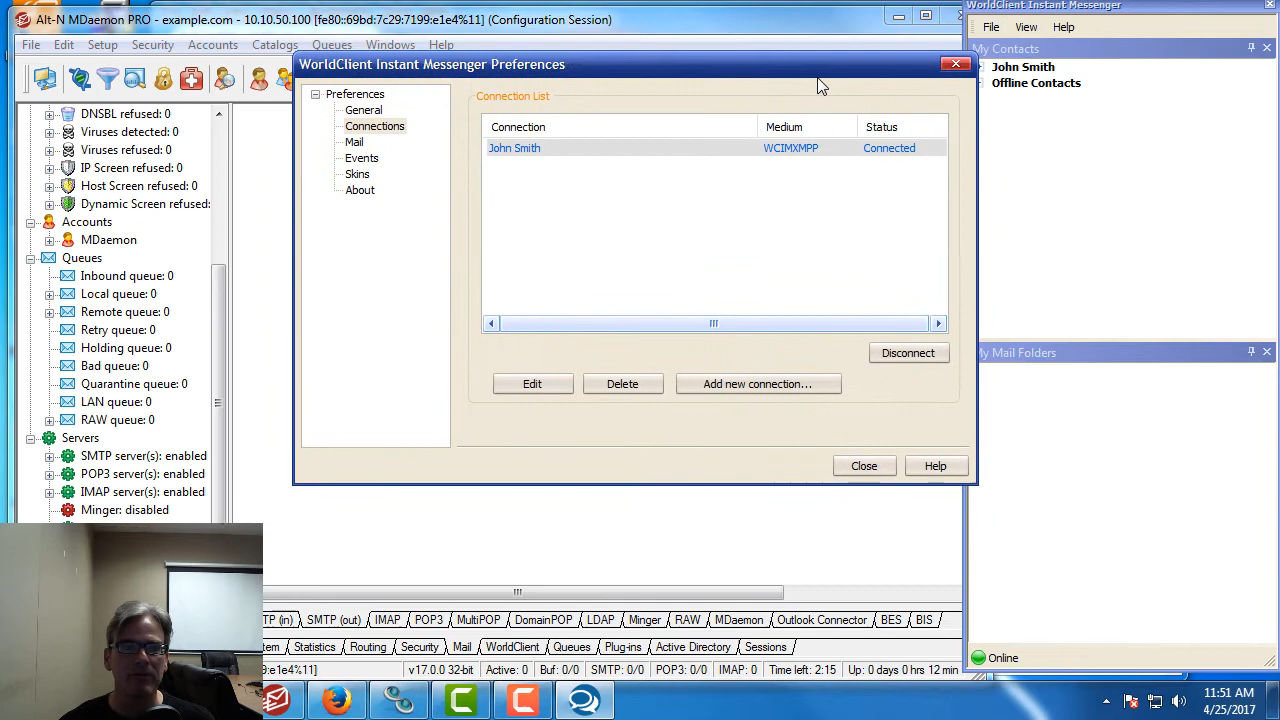 Alt-N MDaemon PRO - example.com - 10.10.50.100 [fe80::69bd:7c29:7199:e1e4%11] (Configuration Session)
File Edit Setup Security Accounts Catalogs Queues Windows Help
WorldClient Instant Messenger
File View Help
My Contacts
John Smith
Offline Contacts
WorldClient Instant Messenger Preferences
Preferences
General
Connections
Mail
Events
Skins
About
Connection List
Connection Medium Status
John Smith WCIMXMPP Connected
Disconnect
Edit Delete Add new connection...
Close Help
DNSBL refused: 0
Viruses detected: 0
Viruses refused: 0
IP Screen refused: 0
Host Screen refused: 0
Dynamic Screen refused:
Accounts
MDaemon
Queues
Inbound queue: 0
Local queue: 0
Remote queue: 0
Retry queue: 0
Holding queue: 0
Bad queue: 0
Quarantine queue: 0
LAN queue: 0
RAW queue: 0
Servers
SMTP server(s): enabled
POP3 server(s): enabled
IMAP server(s): enabled
Minger: disabled
My Mail Folders
Online
TP (in) SMTP (out) IMAP POP3 MultiPOP DomainPOP LDAP Minger RAW MDaemon Outlook Connector BES BIS
tem Statistics Routing Security Mail WorldClient Queues Plug-ins Active Directory Sessions
e1e4%11] v17.0.0 32-bit Active: 0 Buf: 0/0 SMTP: 0/0 POP3: 0/0 IMAP: 0 Time left: 2:15 Up: 0 days 0 hrs 12 min
11:51 AM
4/25/2017